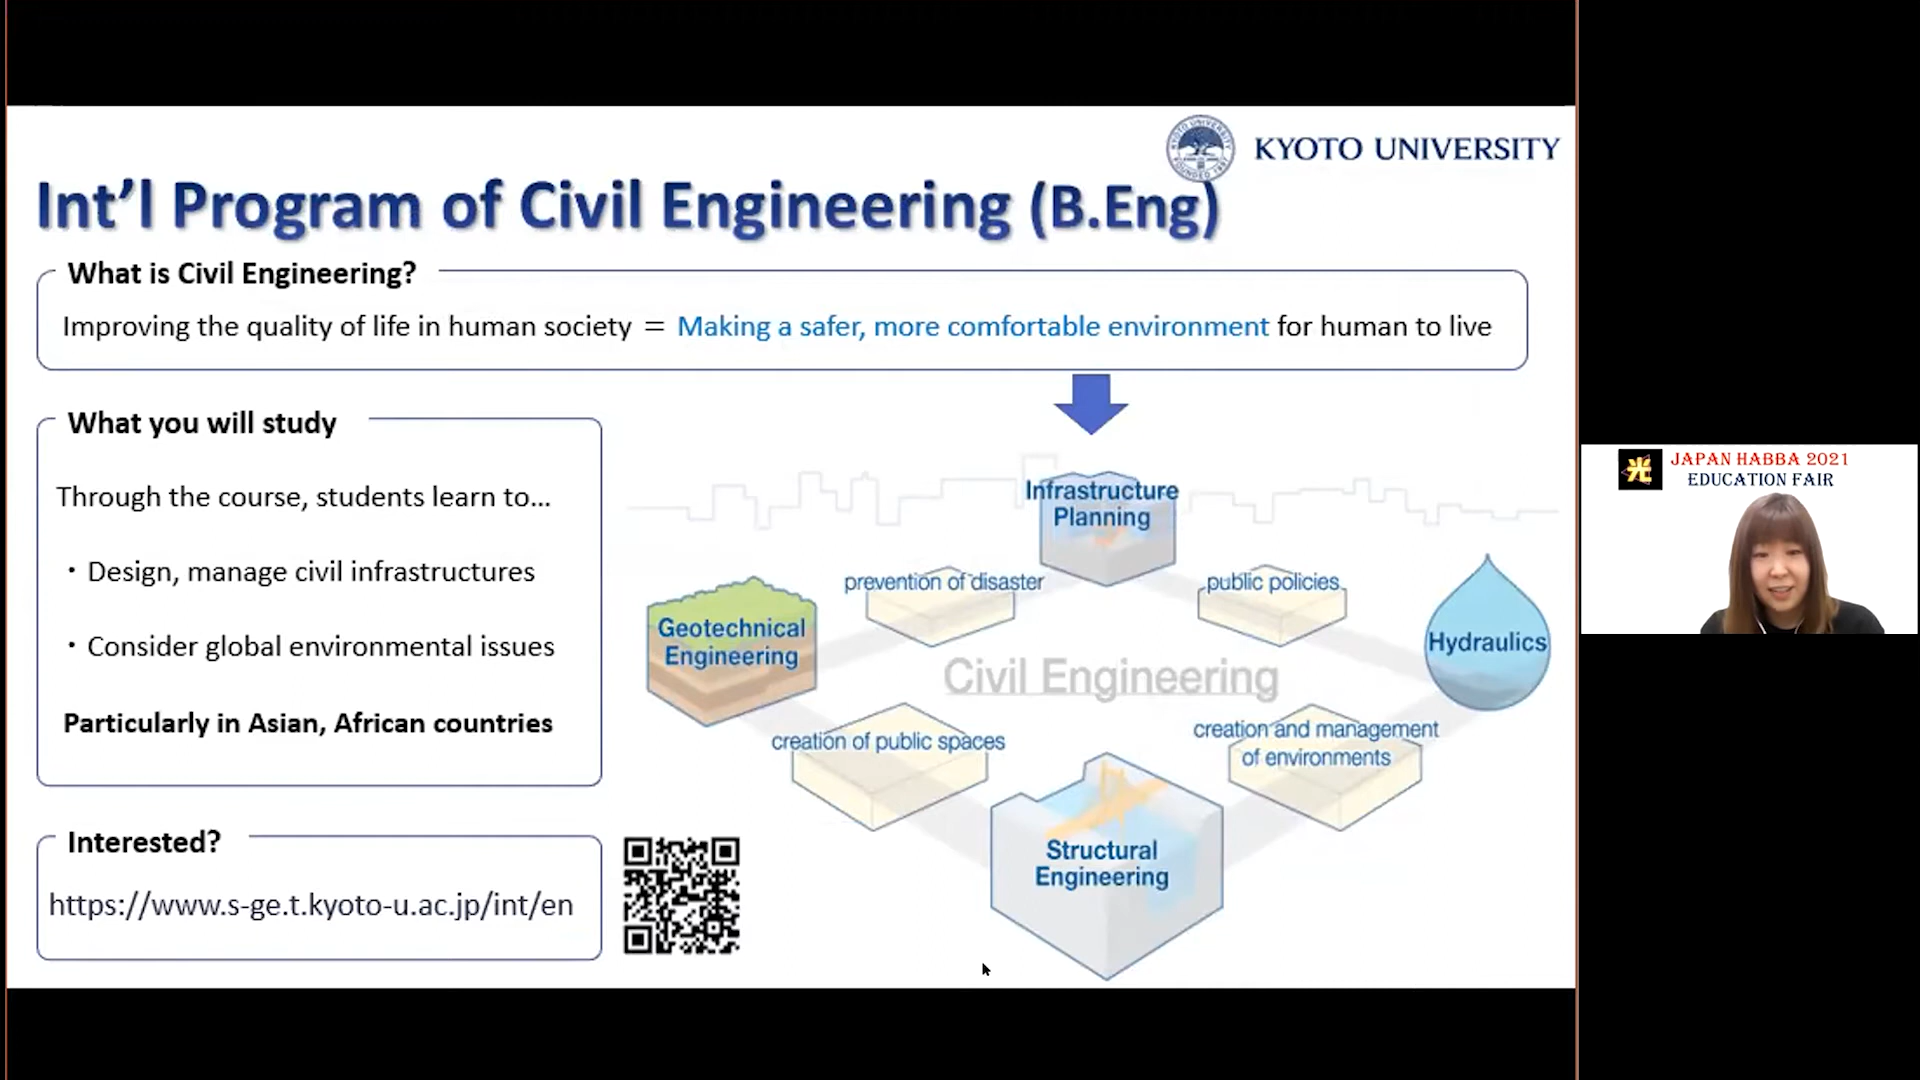 KYOTO UNIVERSITY
Int'l Program of Civil Engineering (B.Eng)
What is Civil Engineering?
Improving the quality of life in human society = Making a safer, more comfortable environment for human to live
What you will study
Through the course, students learn to...
・Design, manage civil infrastructures
・Consider global environmental issues
Particularly in Asian, African countries
Interested?
https://www.s-ge.t.kyoto-u.ac.jp/int/en
Infrastructure
Planning
prevention of disaster
public policies
Geotechnical
Engineering
Hydraulics
Civil Engineering
creation of public spaces
creation and management
of environments
Structural
Engineering
光
JAPAN HABBA 2021
EDUCATION FAIR